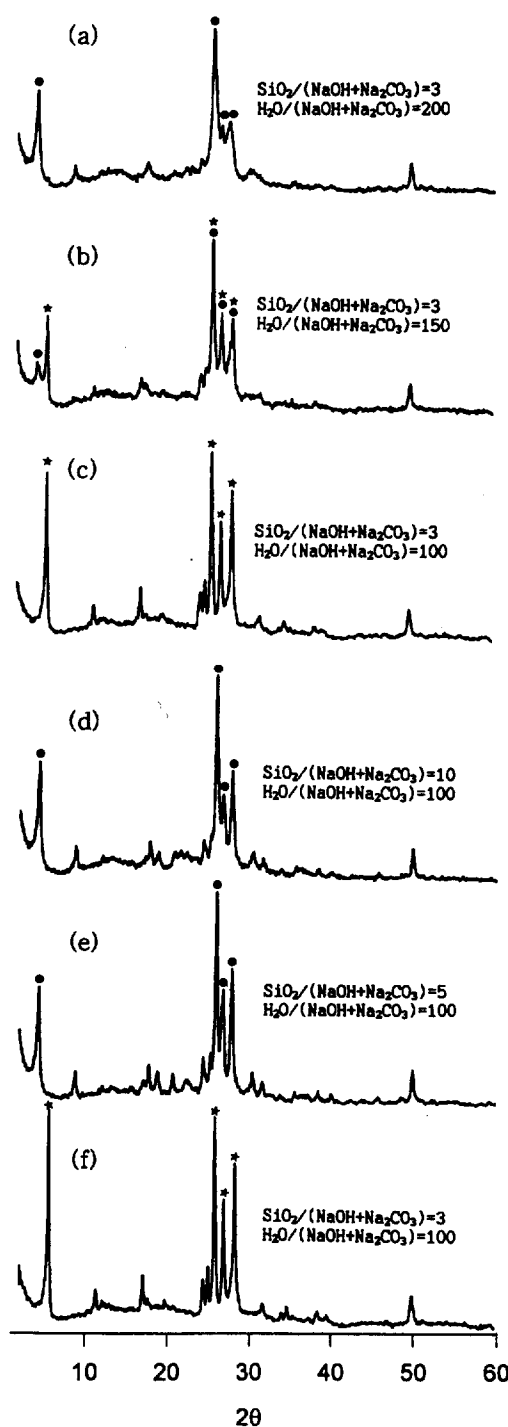 (a)
SiO₂/(NaOH+Na₂CO₃)=3
H₂O/(NaOH+Na₂CO₃)=200
(b)
SiO₂/(NaOH+Na₂CO₃)=3
H₂O/(NaOH+Na₂CO₃)=150
(c)
SiO₂/(NaOH+Na₂CO₃)=3
H₂O/(NaOH+Na₂CO₃)=100
(d)
SiO₂/(NaOH+Na₂CO₃)=10
H₂O/(NaOH+Na₂CO₃)=100
(e)
SiO₂/(NaOH+Na₂CO₃)=5
H₂O/(NaOH+Na₂CO₃)=100
(f)
SiO₂/(NaOH+Na₂CO₃)=3
H₂O/(NaOH+Na₂CO₃)=100
10 20 30 40 50 60
2θ